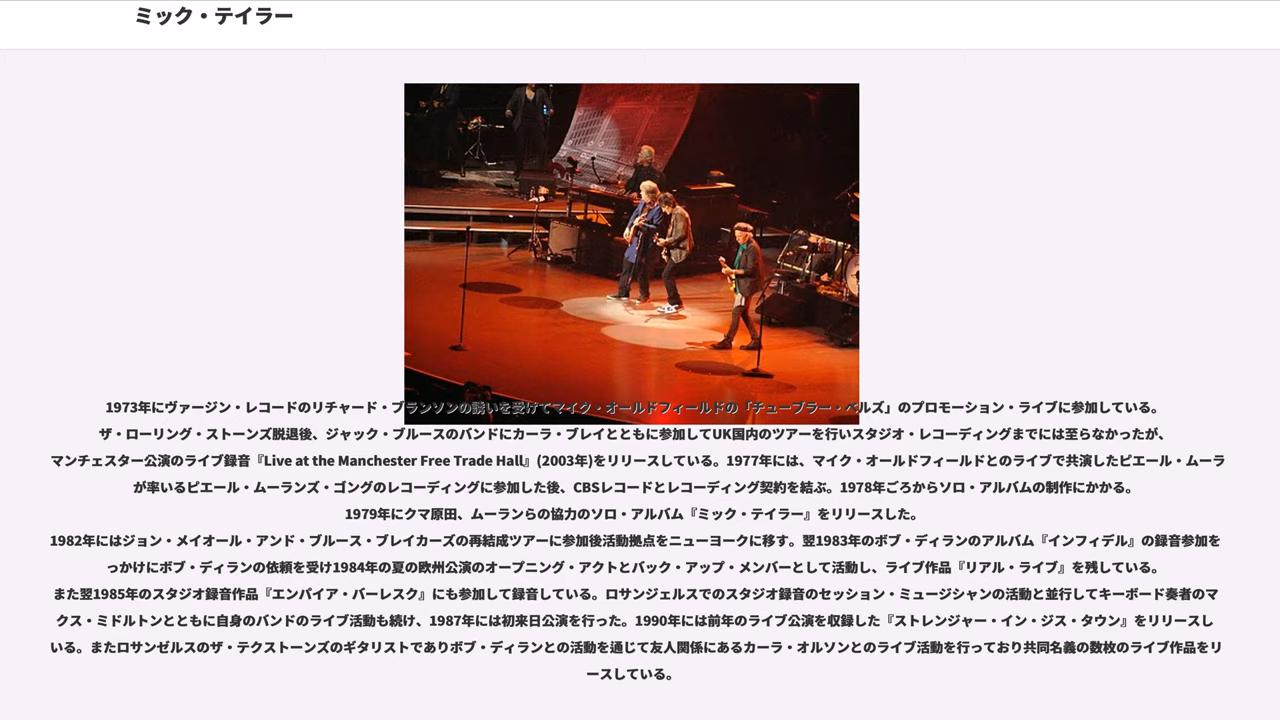 ミック・テイラー
1973年にヴァージン・レコードのリチャード・ブランソンの誘いを受けてマイク・オールドフィールドの「チューブラー・ベルズ」のプロモーション・ライブに参加している。
ザ・ローリング・ストーンズ脱退後、ジャック・ブルースのバンドにカーラ・ブレイとともに参加してUK国内のツアーを行いスタジオ・レコーディングまでには至らなかったが、
マンチェスター公演のライブ録音『Live at the Manchester Free Trade Hall』(2003年)をリリースしている。1977年には、マイク・オールドフィールドとのライブで共演したピエール・ムーラ
が率いるピエール・ムーランズ・ゴングのレコーディングに参加した後、CBSレコードとレコーディング契約を結ぶ。1978年ごろからソロ・アルバムの制作にかかる。
1979年にクマ原田、ムーランらの協力のソロ・アルバム『ミック・テイラー』をリリースした。
1982年にはジョン・メイオール・アンド・ブルース・ブレイカーズの再結成ツアーに参加後活動拠点をニューヨークに移す。翌1983年のボブ・ディランのアルバム『インフィデル』の録音参加を
っかけにボブ・ディランの依頼を受け1984年の夏の欧州公演のオープニング・アクトとバック・アップ・メンバーとして活動し、ライブ作品『リアル・ライブ』を残している。
また翌1985年のスタジオ録音作品『エンパイア・バーレスク』にも参加して録音している。ロサンジェルスでのスタジオ録音のセッション・ミュージシャンの活動と並行してキーボード奏者のマ
クス・ミドルトンとともに自身のバンドのライブ活動も続け、1987年には初来日公演を行った。1990年には前年のライブ公演を収録した『ストレンジャー・イン・ジス・タウン』をリリースし
いる。またロサンゼルスのザ・テクストーンズのギタリストでありボブ・ディランとの活動を通じて友人関係にあるカーラ・オルソンとのライブ活動を行っており共同名義の数枚のライブ作品をリ
ースしている。